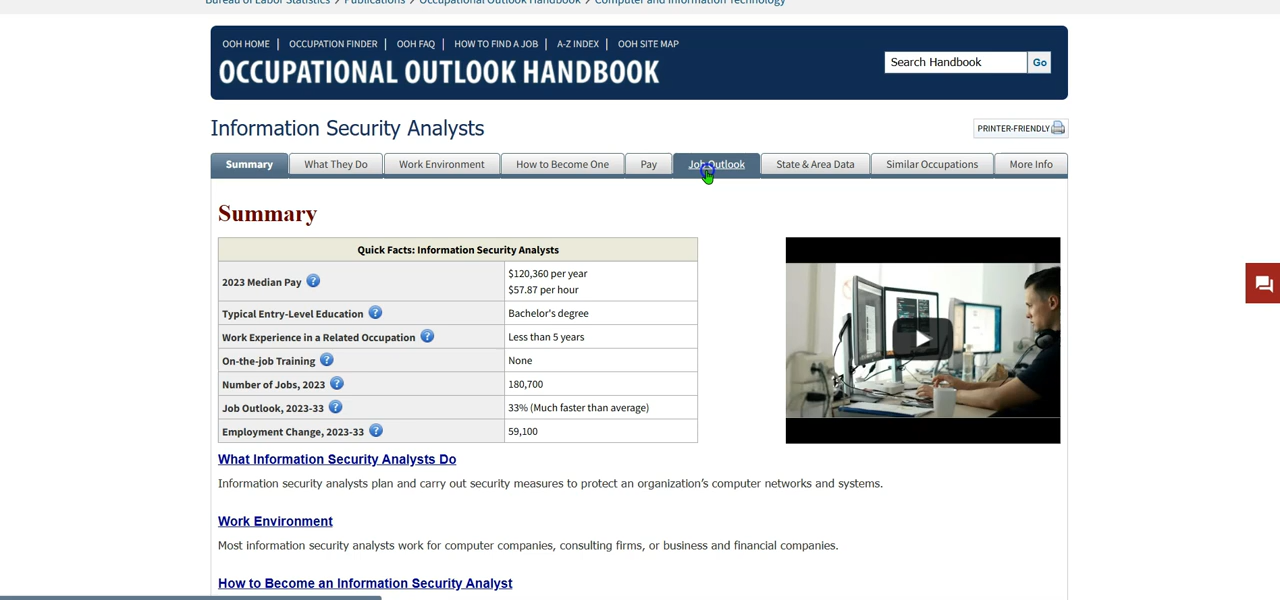 Bureau of Labor Statistics > Publications > Occupational Outlook Handbook > Computer and Information Technology
OOH HOME | OCCUPATION FINDER | OOH FAQ | HOW TO FIND A JOB | A-Z INDEX | OOH SITE MAP
OCCUPATIONAL OUTLOOK HANDBOOK
Search Handbook Go
Information Security Analysts
PRINTER-FRIENDLY
Summary What They Do Work Environment How to Become One Pay Job Outlook State & Area Data Similar Occupations More Info
Summary
Quick Facts: Information Security Analysts
2023 Median Pay ? $120,360 per year
$57.87 per hour
Typical Entry-Level Education ? Bachelor's degree
Work Experience in a Related Occupation ? Less than 5 years
On-the-job Training ? None
Number of Jobs, 2023 ? 180,700
Job Outlook, 2023-33 ? 33% (Much faster than average)
Employment Change, 2023-33 ? 59,100
What Information Security Analysts Do
Information security analysts plan and carry out security measures to protect an organization’s computer networks and systems.
Work Environment
Most information security analysts work for computer companies, consulting firms, or business and financial companies.
How to Become an Information Security Analyst